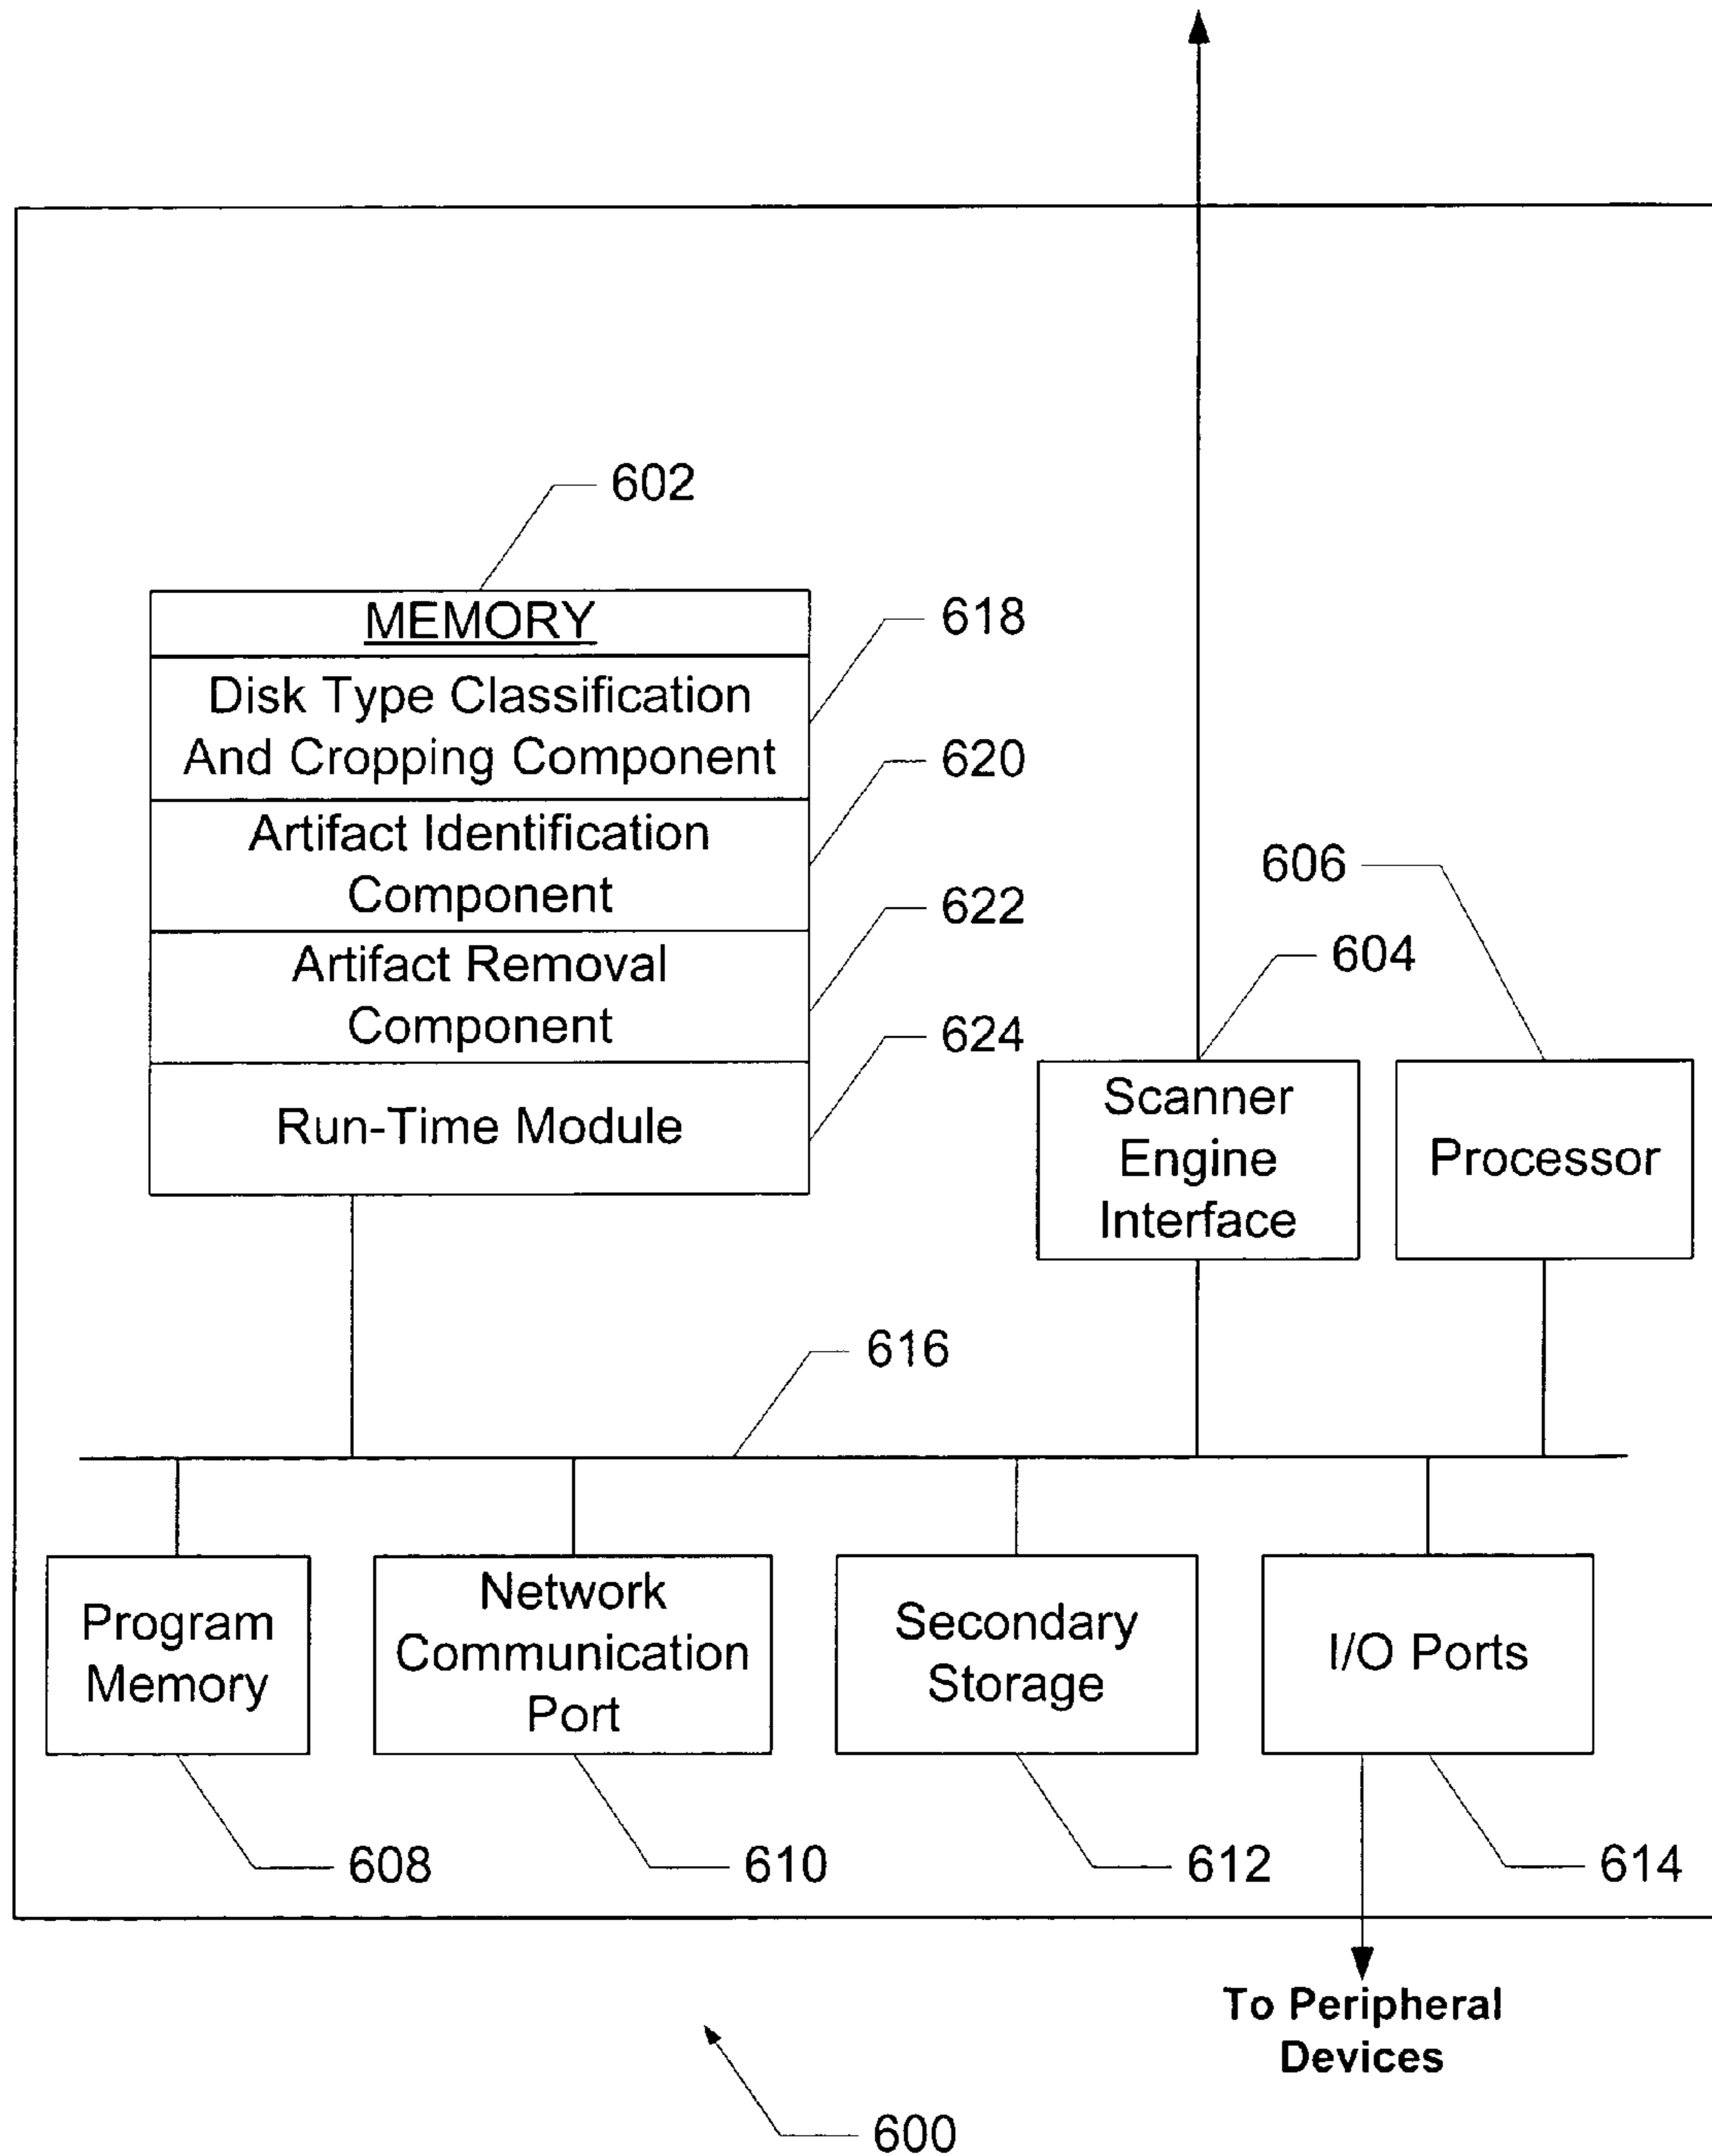 602
MEMORY
618
Disk Type Classification
And Cropping Component
620
Artifact Identification
Component
606
622
Artifact Removal
Component
604
624
Run-Time Module
Scanner
Engine
Interface
Processor
616
Program
Memory
Network
Communication
Port
Secondary
Storage
I/O Ports
608
610
612
614
To Peripheral
Devices
600